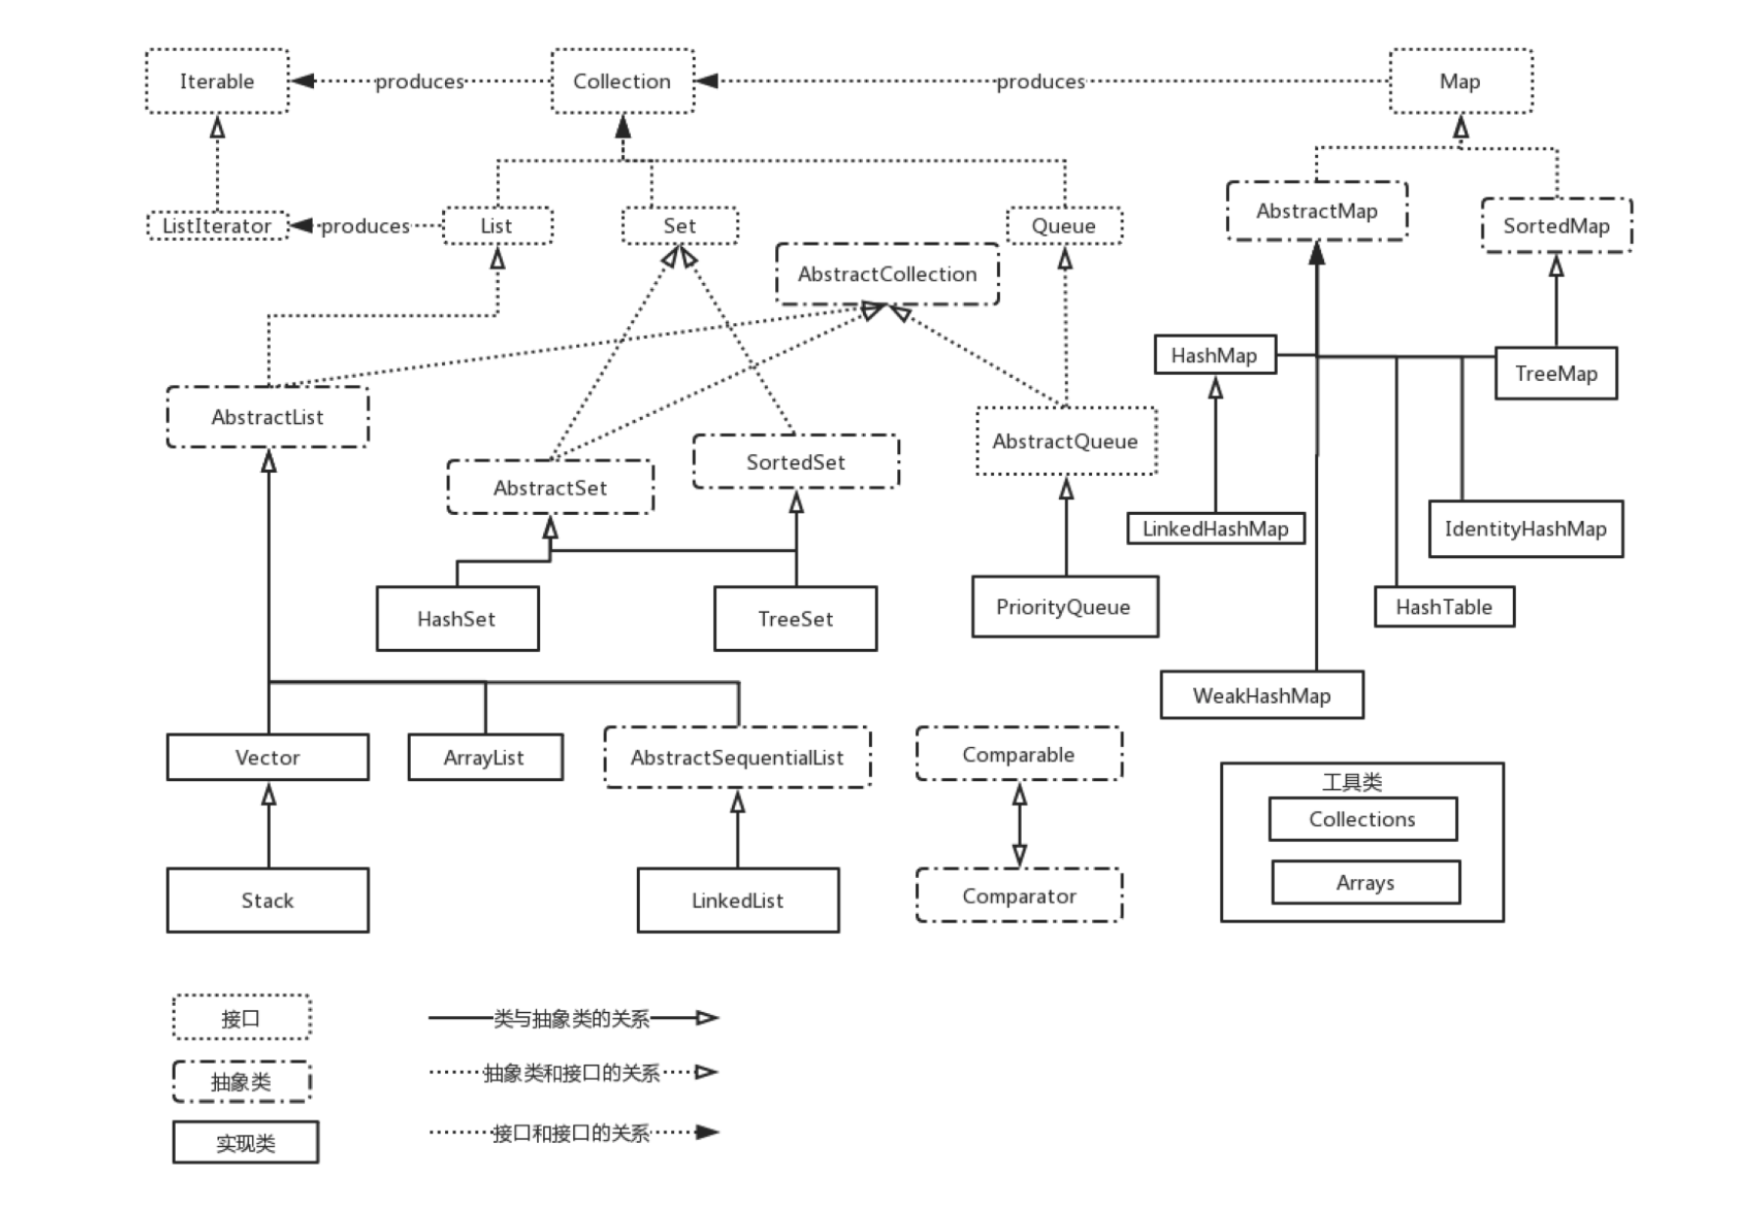 Iterable
produces
Collection
produces
Map
ListIterator
produces
List
Set
Queue
AbstractMap
SortedMap
AbstractCollection
HashMap
TreeMap
AbstractList
AbstractSet
SortedSet
AbstractQueue
LinkedHashMap
IdentityHashMap
HashSet
TreeSet
PriorityQueue
HashTable
WeakHashMap
Vector
ArrayList
AbstractSequentialList
Comparable
工具类
Collections
Arrays
Stack
LinkedList
Comparator
接口
类与抽象类的关系
抽象类
抽象类和接口的关系
实现类
接口和接口的关系